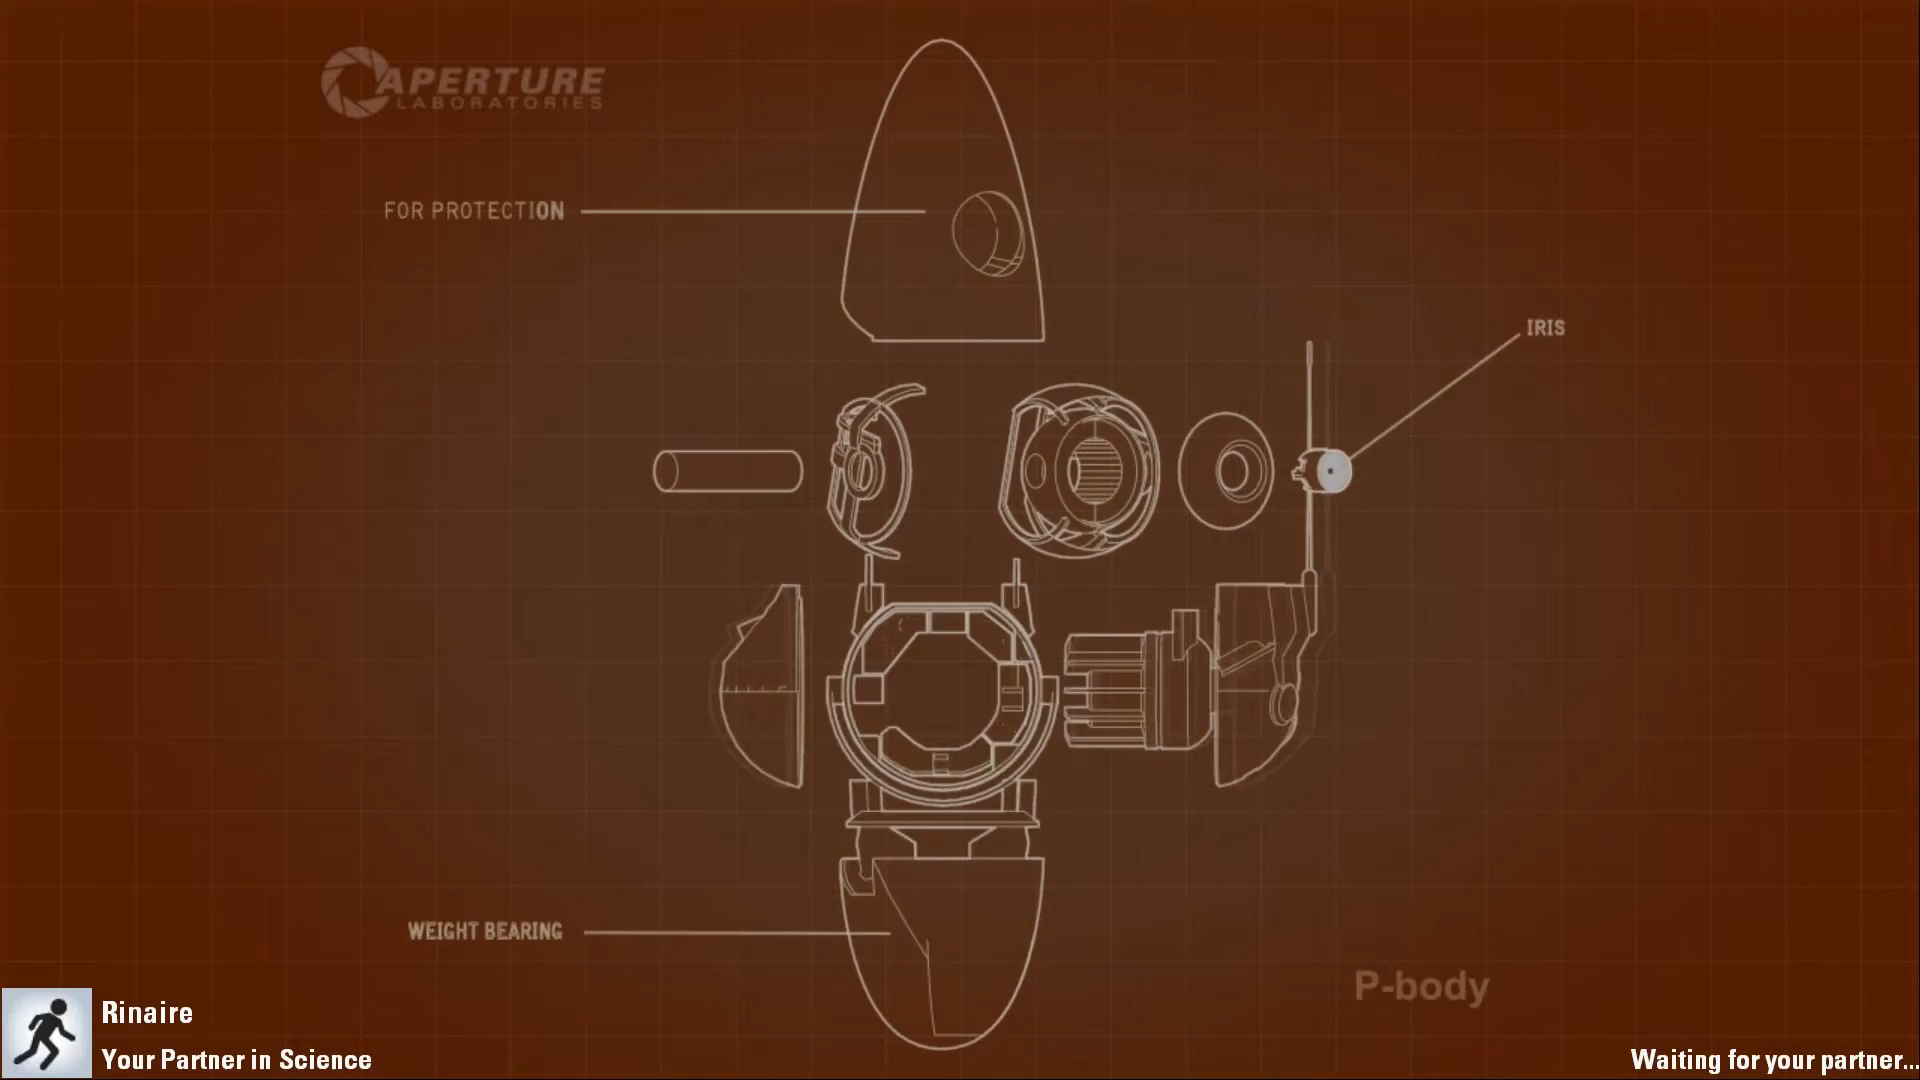 APERTURE
LABORATORIES
FOR PROTECTION
IRIS
WEIGHT BEARING
P-body
Rinaire
Your Partner in Science
Waiting for your partner...